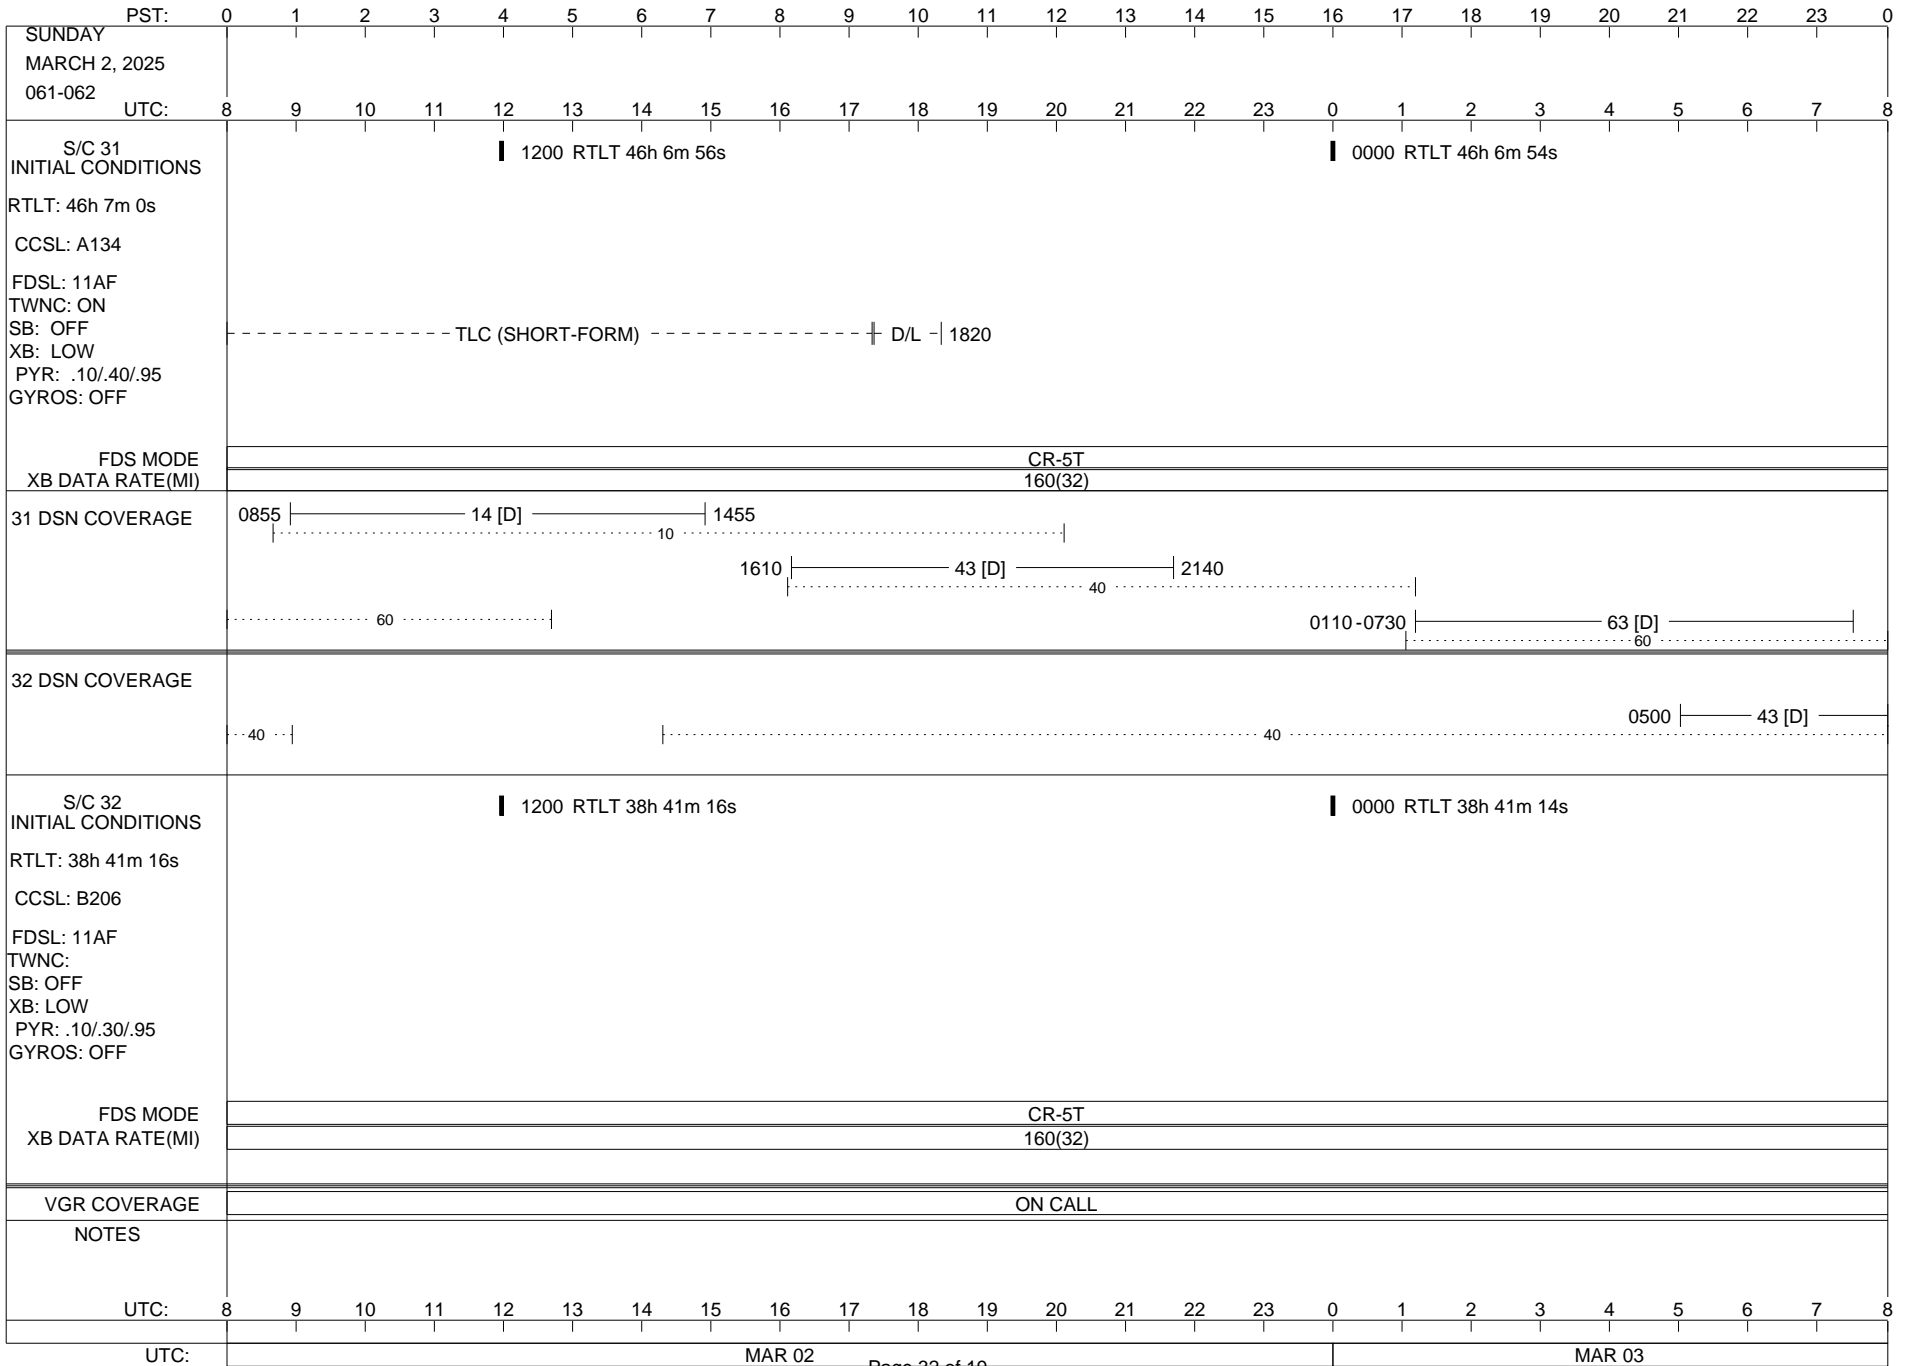 PST: 0 1 2 3 4 5 6 7 8 9 10 11 12 13 14 15 16 17 18 19 20 21 22 23 0
SUNDAY
MARCH 2, 2025
061-062
UTC: 8 9 10 11 12 13 14 15 16 17 18 19 20 21 22 23 0 1 2 3 4 5 6 7 8
S/C 31
INITIAL CONDITIONS
1200 RTLT 46h 6m 56s
0000 RTLT 46h 6m 54s
RTLT: 46h 7m 0s
CCSL: A134
FDSL: 11AF
TWNC: ON
SB: OFF
XB: LOW
PYR: .10/.40/.95
GYROS: OFF
TLC (SHORT-FORM) D/L 1820
FDS MODE CR-5T
XB DATA RATE(MI) 160(32)
31 DSN COVERAGE
0855 14 [D] 1455
10
1610 43 [D] 2140
40
60
0110-0730 63 [D]
60
32 DSN COVERAGE
0500 43 [D]
40 40
S/C 32
INITIAL CONDITIONS
1200 RTLT 38h 41m 16s
0000 RTLT 38h 41m 14s
RTLT: 38h 41m 16s
CCSL: B206
FDSL: 11AF
TWNC:
SB: OFF
XB: LOW
PYR: .10/.30/.95
GYROS: OFF
FDS MODE CR-5T
XB DATA RATE(MI) 160(32)
VGR COVERAGE ON CALL
NOTES
UTC: 8 9 10 11 12 13 14 15 16 17 18 19 20 21 22 23 0 1 2 3 4 5 6 7 8
UTC: MAR 02 MAR 03
Page 32 of